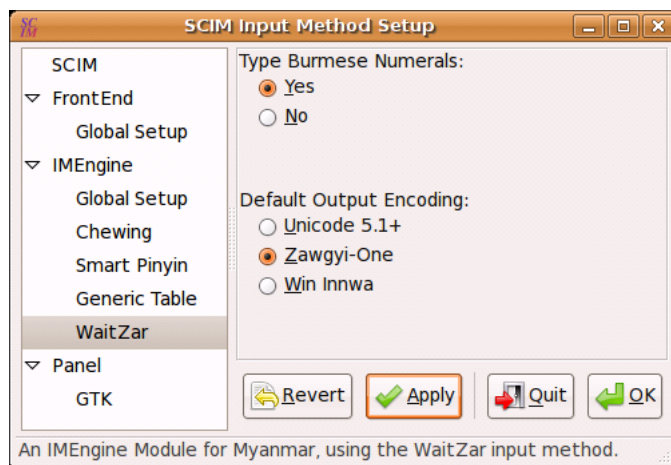 SCIM Input Method Setup
SCIM
FrontEnd
Global Setup
IMEngine
Global Setup
Chewing
Smart Pinyin
Generic Table
WaitZar
Panel
GTK
Type Burmese Numerals:
Yes
No
Default Output Encoding:
Unicode 5.1+
Zawgyi-One
Win Innwa
Revert
Apply
Quit
OK
An IMEngine Module for Myanmar, using the WaitZar input method.